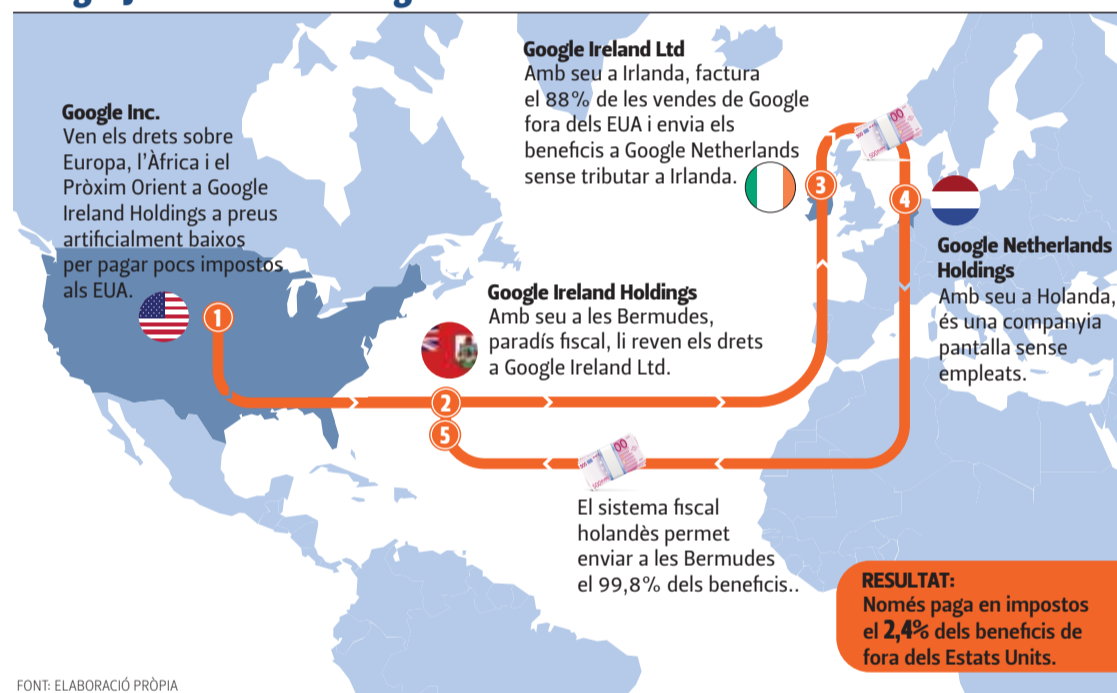 Google Inc.
Ven els drets sobre
Europa, l'Àfrica i el
Pròxim Orient a Google
Ireland Holdings a preus
artificialment baixos
per pagar pocs impostos
als EUA.
1
Google Ireland Holdings
Amb seu a les Bermudes,
paradís fiscal, li reven els drets
a Google Ireland Ltd.
2
Google Ireland Ltd
Amb seu a Irlanda, factura
el 88% de les vendes de Google
fora dels EUA i envia els
beneficis a Google Netherlands
sense tributar a Irlanda.
3
4
Google Netherlands
Holdings
Amb seu a Holanda,
és una companyia
pantalla sense
empleats.
5
El sistema fiscal
holandès permet
enviar a les Bermudes
el 99,8% dels beneficis..
RESULTAT:
Només paga en impostos
el 2,4% dels beneficis de
fora dels Estats Units.
FONT: ELABORACIÓ PRÒPIA